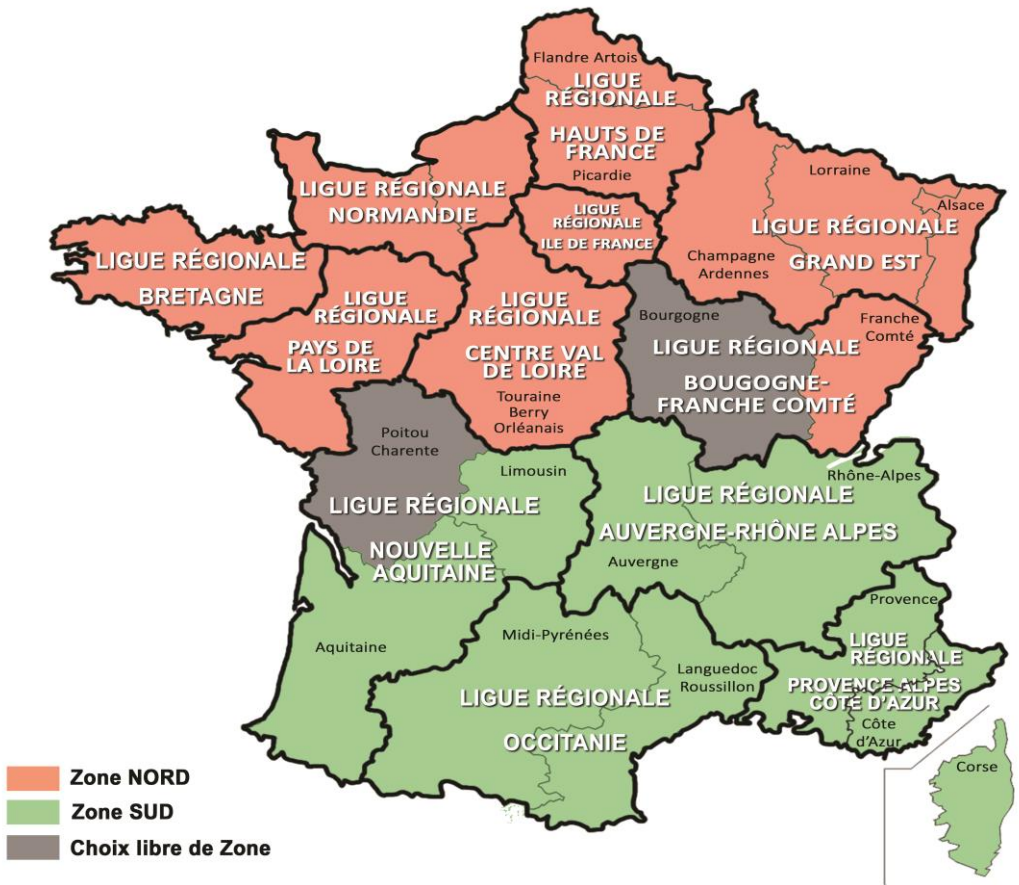 Flandre Artois
LIGUE
RÉGIONALE
HAUTS DE
FRANCE
Picardie
LIGUE RÉGIONALE
NORMANDIE
LIGUE
RÉGIONALE
ILE DE FRANCE
Lorraine
Alsace
LIGUE RÉGIONALE
GRAND EST
Champagne
Ardennes
LIGUE RÉGIONALE
BRETAGNE
LIGUE
RÉGIONALE
PAYS DE
LA LOIRE
LIGUE
RÉGIONALE
CENTRE VAL
DE LOIRE
Touraine
Berry
Orléanais
Bourgogne
Franche
Comté
LIGUE RÉGIONALE
BOUGOGNE-
FRANCHE COMTÉ
Poitou
Charente
Limousin
LIGUE RÉGIONALE
NOUVELLE
AQUITAINE
Aquitaine
Rhône-Alpes
LIGUE RÉGIONALE
AUVERGNE-RHÔNE ALPES
Auvergne
Midi-Pyrénées
Languedoc
Roussillon
LIGUE RÉGIONALE
OCCITANIE
Provence
LIGUE
RÉGIONALE
PROVENCE ALPES
CÔTE D'AZUR
Côte
d'Azur
Corse
Zone NORD
Zone SUD
Choix libre de Zone